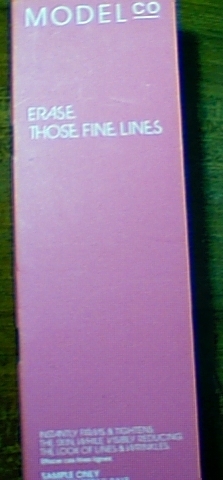 MODEL CO
ERASE
THOSE FINE LINES
INSTANTLY FIRMS & TIGHTENS
THE SKIN, WHILE VISIBLY REDUCING
THE LOOK OF LINES & WRINKLES.
SAMPLE ONLY